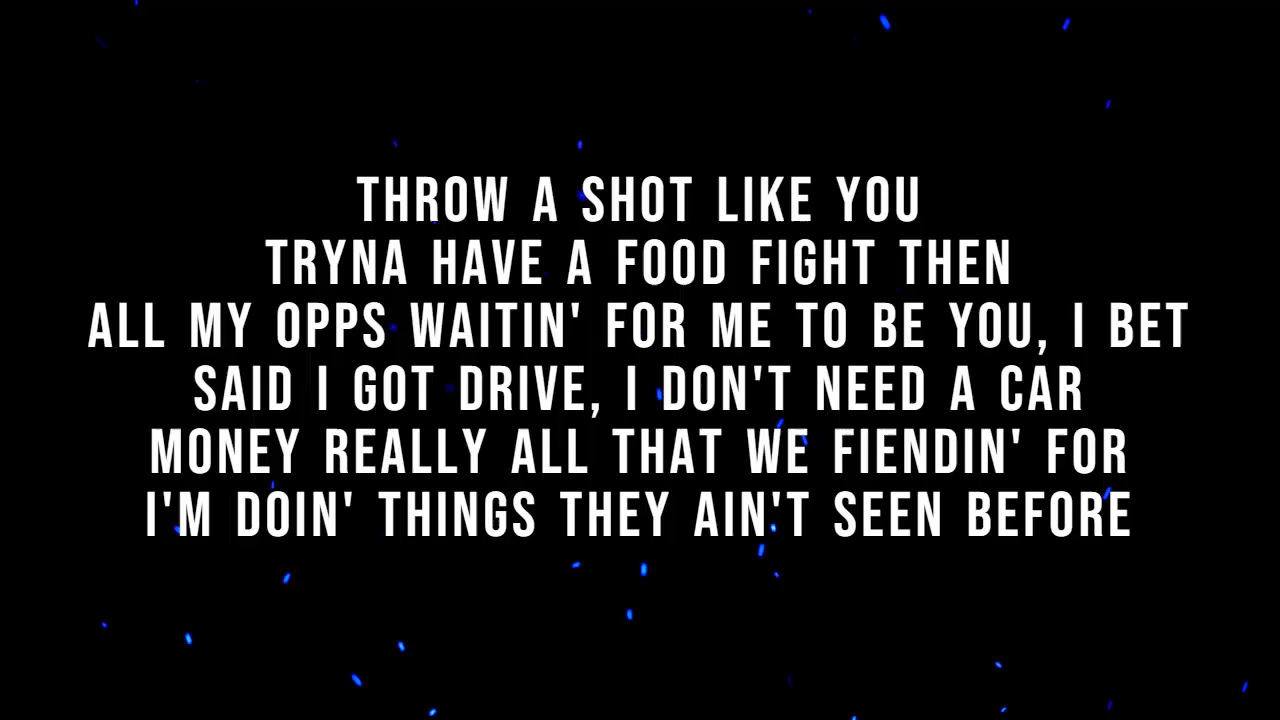 THROW A SHOT LIKE YOU
TRYNA HAVE A FOOD FIGHT THEN
ALL MY OPPS WAITIN' FOR ME TO BE YOU, I BET
SAID I GOT DRIVE, I DON'T NEED A CAR
MONEY REALLY ALL THAT WE FIENDIN' FOR
I'M DOIN' THINGS THEY AIN'T SEEN BEFORE